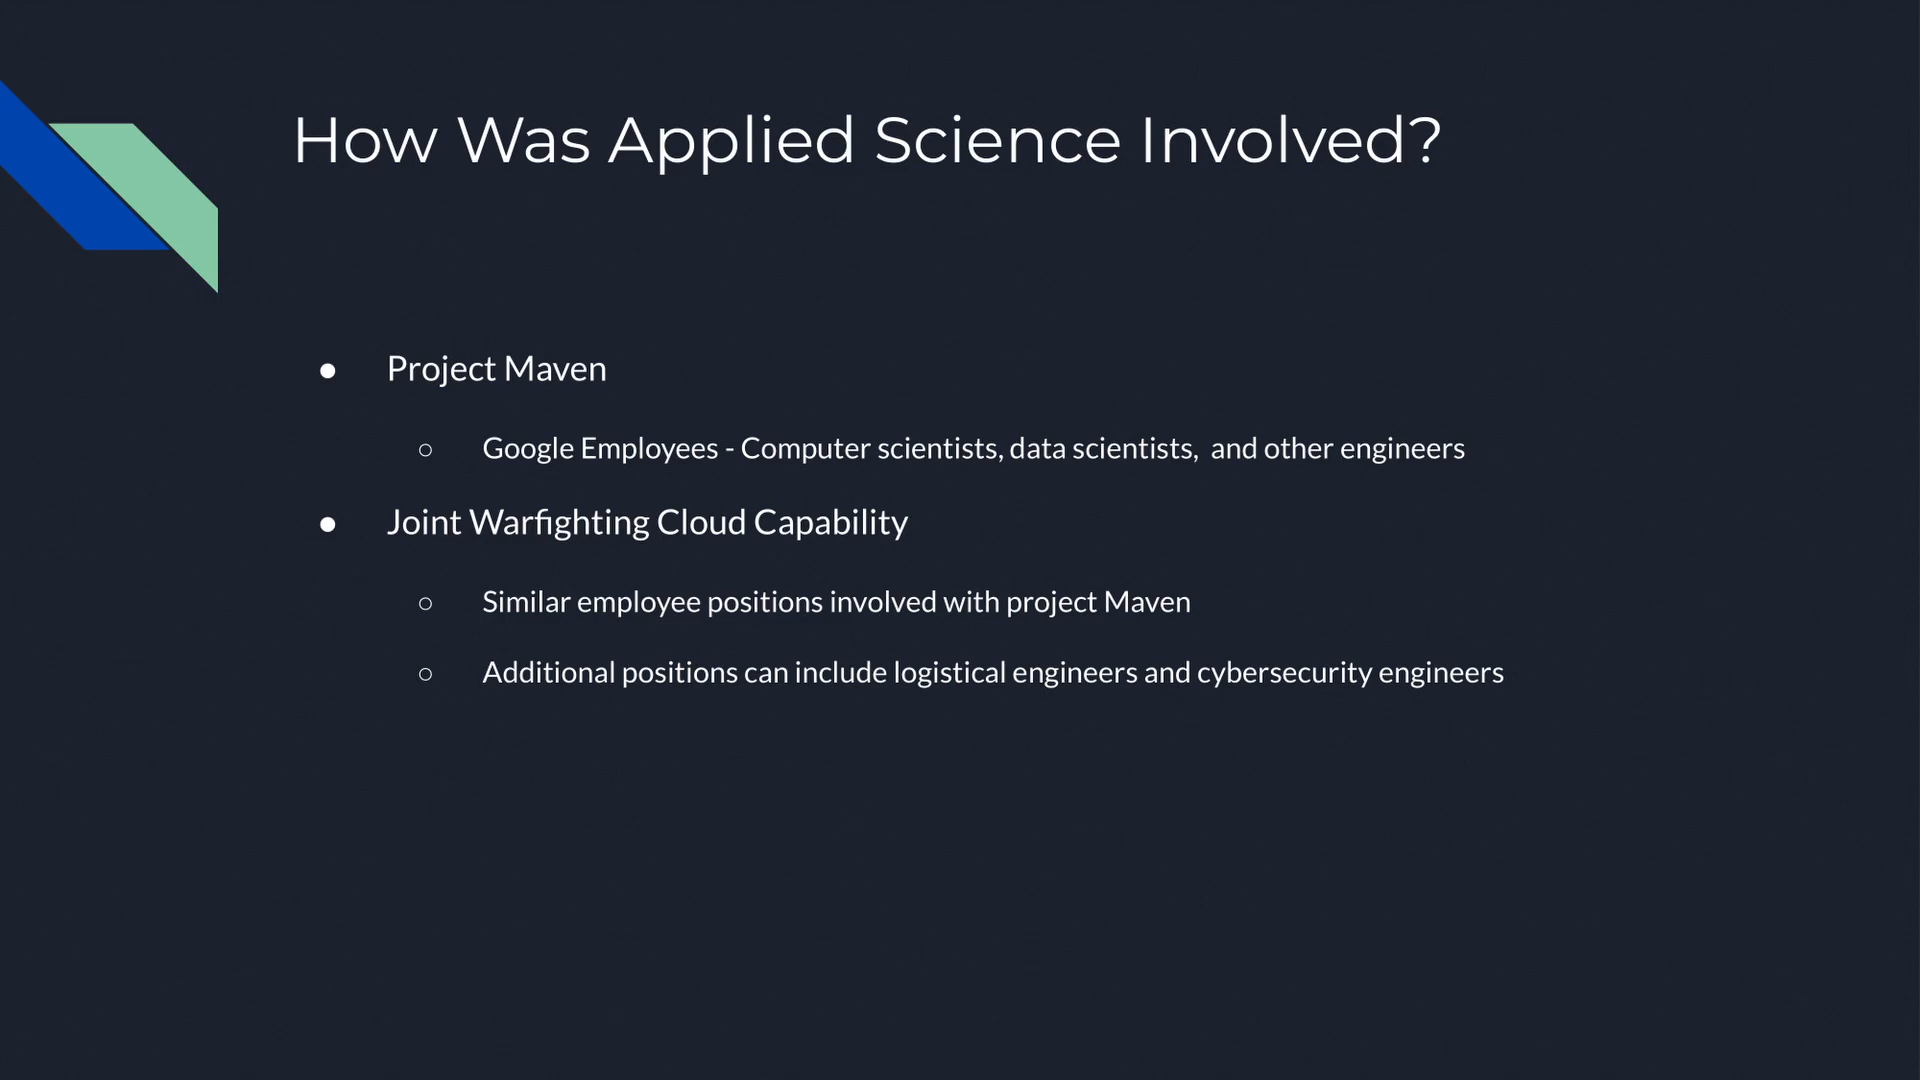 How Was Applied Science Involved?
● Project Maven
○ Google Employees - Computer scientists, data scientists,  and other engineers
● Joint Warfighting Cloud Capability
○ Similar employee positions involved with project Maven
○ Additional positions can include logistical engineers and cybersecurity engineers